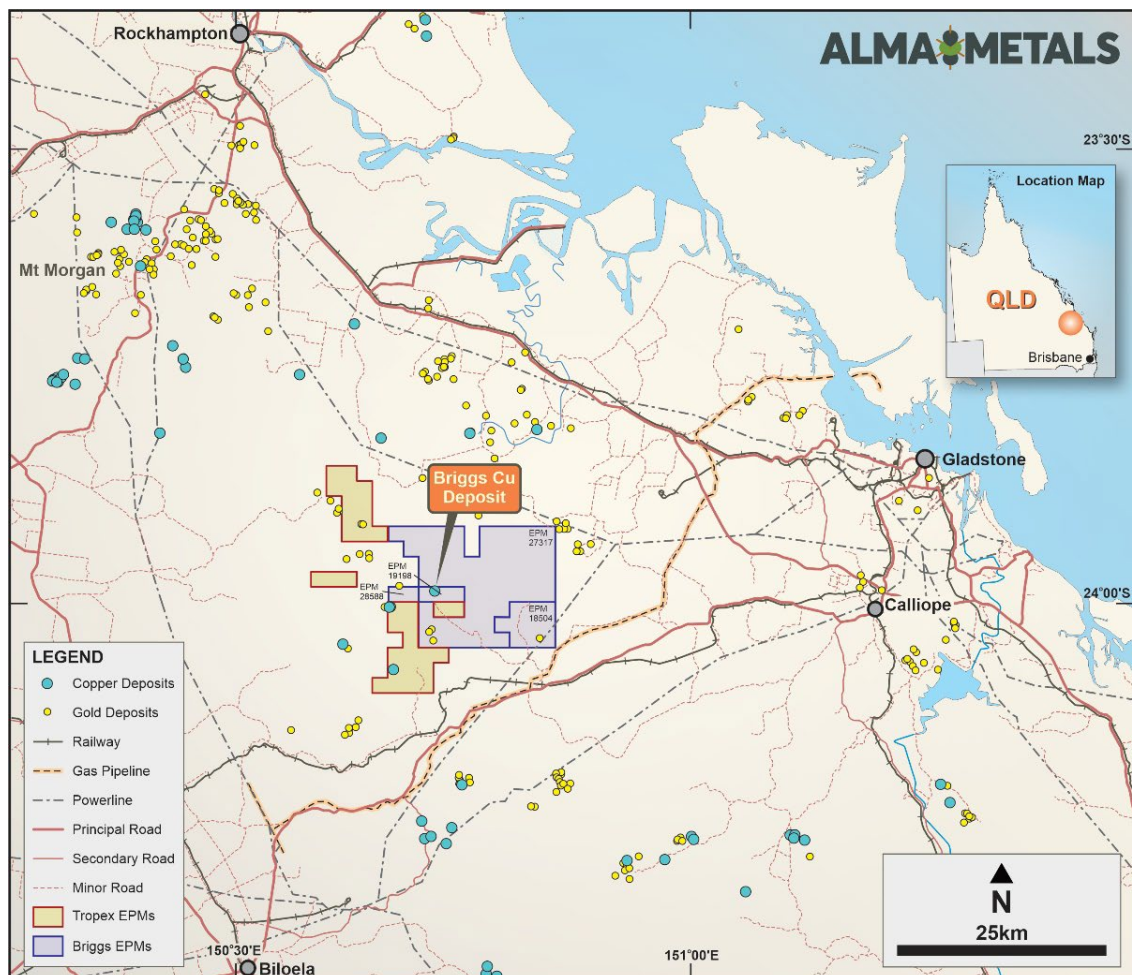 Rockhampton
ALMA METALS
23°30'S
Location Map
QLD
Brisbane
Mt Morgan
Gladstone
Briggs Cu
Deposit
EPM
27317
EPM
19198
EPM
28588
EPM
18504
24°00'S
Calliope
LEGEND
Copper Deposits
Gold Deposits
Railway
Gas Pipeline
Powerline
Principal Road
Secondary Road
Minor Road
Tropex EPMs
Briggs EPMs
N
25km
150°30'E
151°00'E
Biloela